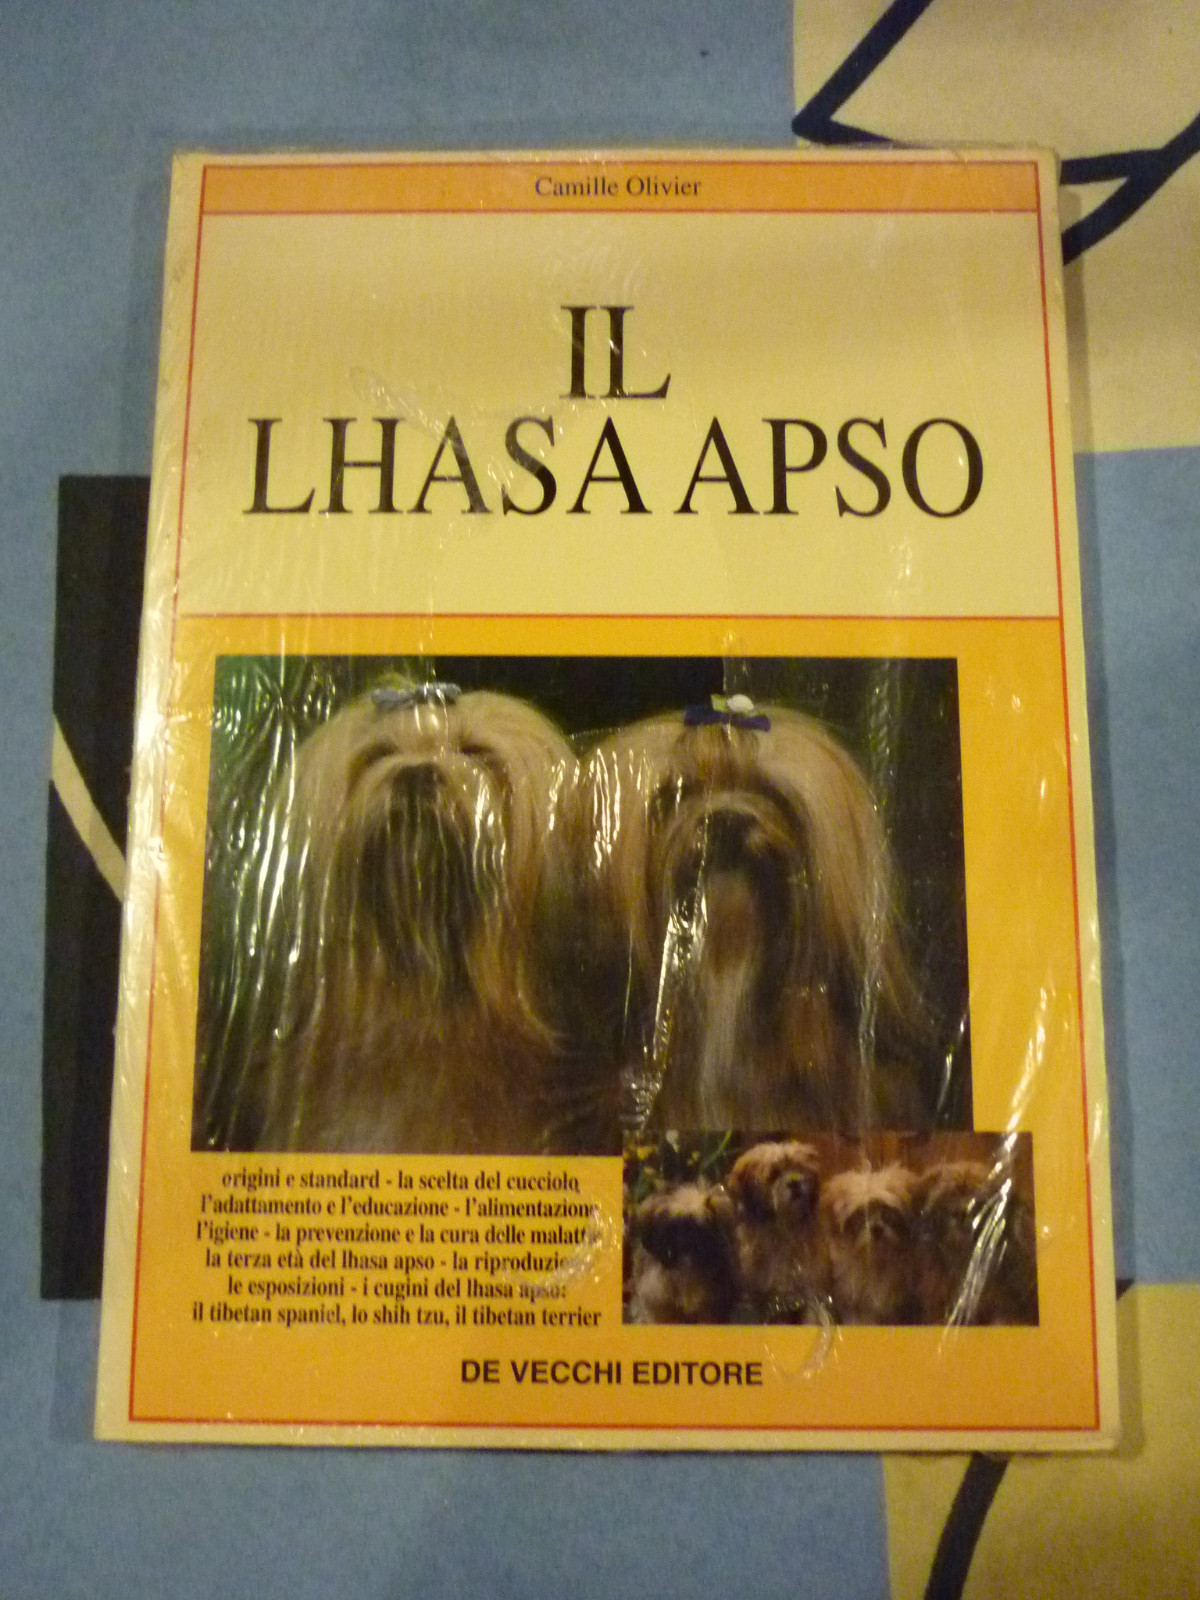 Camille Olivier
IL
LHASA APSO
origini e standard - la scelta del cucciolo
l'adattamento e l'educazione - l'alimentazione
l'igiene - la prevenzione e la cura delle malattie
la terza età del lhasa apso - la riproduzione
le esposizioni - i cugini del lhasa apso:
il tibetan spaniel, lo shih tzu, il tibetan terrier
DE VECCHI EDITORE